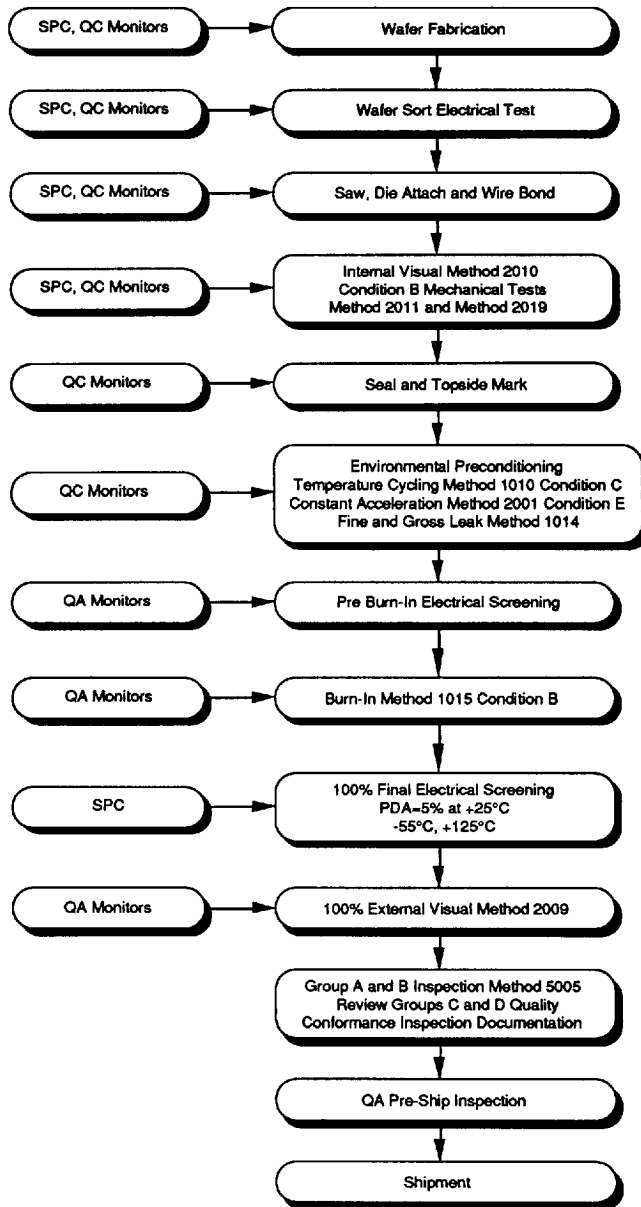 SPC, QC Monitors
Wafer Fabrication
SPC, QC Monitors
Wafer Sort Electrical Test
SPC, QC Monitors
Saw, Die Attach and Wire Bond
SPC, QC Monitors
Internal Visual Method 2010
Condition B Mechanical Tests
Method 2011 and Method 2019
QC Monitors
Seal and Topside Mark
QC Monitors
Environmental Preconditioning
Temperature Cycling Method 1010 Condition C
Constant Acceleration Method 2001 Condition E
Fine and Gross Leak Method 1014
QA Monitors
Pre Burn-In Electrical Screening
QA Monitors
Burn-In Method 1015 Condition B
SPC
100% Final Electrical Screening
PDA=5% at +25°C
-55°C, +125°C
QA Monitors
100% External Visual Method 2009
Group A and B Inspection Method 5005
Review Groups C and D Quality
Conformance Inspection Documentation
QA Pre-Ship Inspection
Shipment